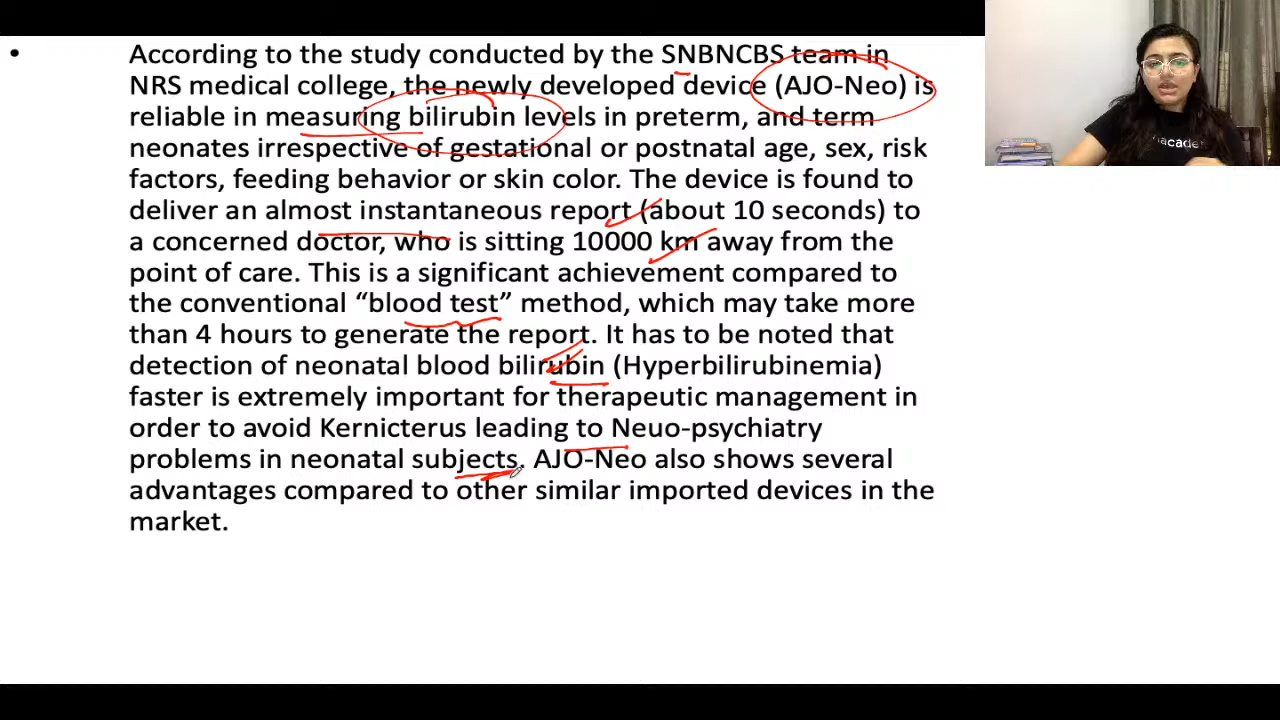 • According to the study conducted by the SNBNCBS team in
NRS medical college, the newly developed device (AJO-Neo) is
reliable in measuring bilirubin levels in preterm, and term
neonates irrespective of gestational or postnatal age, sex, risk
factors, feeding behavior or skin color. The device is found to
deliver an almost instantaneous report (about 10 seconds) to
a concerned doctor, who is sitting 10000 km away from the
point of care. This is a significant achievement compared to
the conventional “blood test” method, which may take more
than 4 hours to generate the report. It has to be noted that
detection of neonatal blood bilirubin (Hyperbilirubinemia)
faster is extremely important for therapeutic management in
order to avoid Kernicterus leading to Neuo-psychiatry
problems in neonatal subjects. AJO-Neo also shows several
advantages compared to other similar imported devices in the
market.